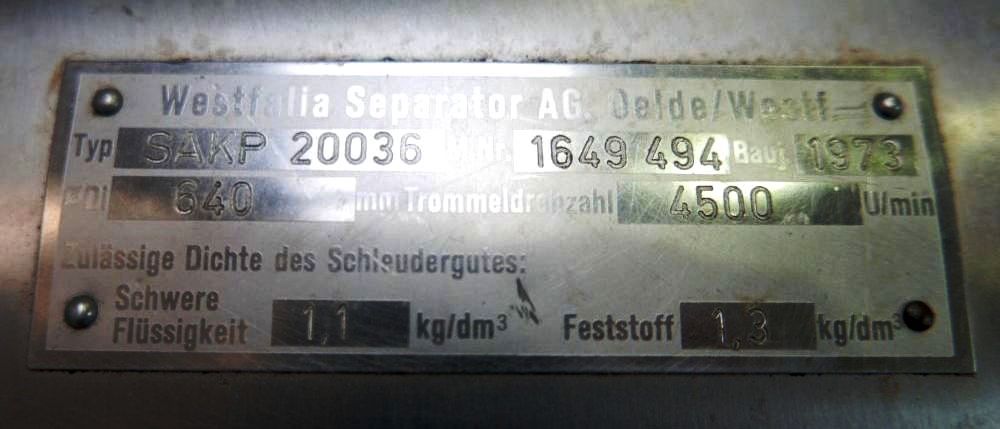 Westfalia Separator AG. Oelde/Westf
Typ SAKP 20036 M.Nr. 1649 494 Bauj. 1973
640 mm Trommeldrehzahl 4500 U/min
Zulässige Dichte des Schleudergutes:
Schwere
Flüssigkeit 1,1 kg/dm³ Feststoff 1,3 kg/dm³